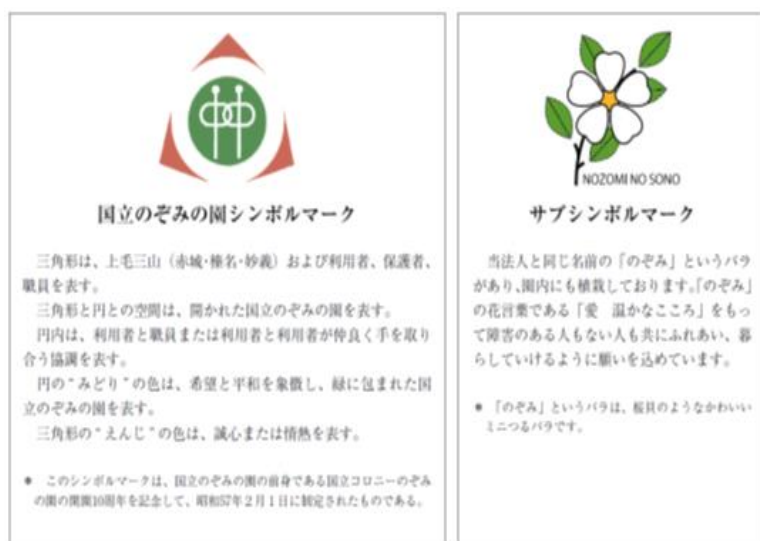 国立のぞみの園シンボルマーク
三角形は、上毛三山（赤城・榛名・妙義）および利用者、保護者、
職員を表す。
三角形と円との空間は、開かれた国立のぞみの園を表す。
円内は、利用者と職員または利用者と利用者が仲良く手を取り
合う協調を表す。
円の“みどり”の色は、希望と平和を象徴し、緑に包まれた国
立のぞみの園を表す。
三角形の“えんじ”の色は、誠心または情熱を表す。
* このシンボルマークは、国立のぞみの園の前身である国立コロニーのぞみ
の園の開園10周年を記念して、昭和57年2月1日に制定されたものである。
NOZOMI NO SONO
サブシンボルマーク
当法人と同じ名前の「のぞみ」というバラ
があり、園内にも植栽しております。「のぞみ」
の花言葉である「愛 温かなこころ」をもっ
て障害のある人もない人も共にふれあい、暮
らしていけるように願いを込めています。
* 「のぞみ」というバラは、桜貝のようなかわいい
ミニつるバラです。